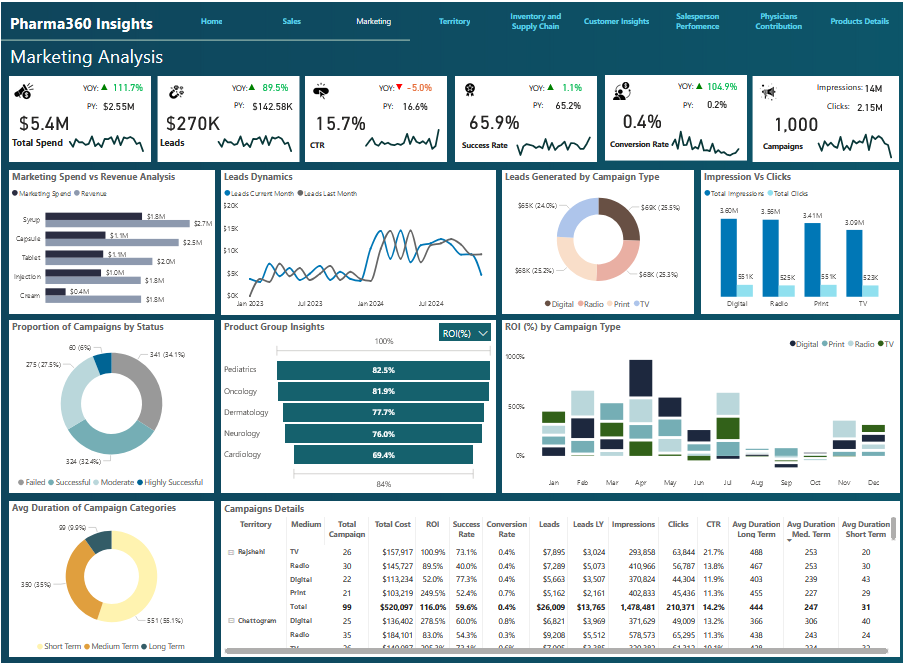 Pharma360 Insights
Home
Sales
Marketing
Territory
Inventory and
Supply Chain
Customer Insights
Salesperson
Perfomence
Physicians
Contribution
Products Details
Marketing Analysis
YOY: ▲ 111.7%
PY: $2.55M
$5.4M
Total Spend
YOY: ▲ 89.5%
PY: $142.58K
$270K
Leads
YOY: ▼ -5.0%
PY: 16.6%
15.7%
CTR
YOY: ▲ 1.1%
PY: 65.2%
65.9%
Success Rate
YOY: ▲ 104.9%
PY: 0.2%
0.4%
Conversion Rate
Impressions: 14M
Clicks: 2.15M
1,000
Campaigns
Marketing Spend vs Revenue Analysis
Marketing Spend Revenue
Syrup $1.8M $2.7M
Capsule $1.1M $2.5M
Tablet $1.1M $2.0M
Injection $1.0M $1.8M
Cream $0.4M $1.8M
Leads Dynamics
Leads Current Month Leads Last Month
$20K
$15K
$10K
$5K
$0K
Jan 2023 Jul 2023 Jan 2024 Jul 2024
Leads Generated by Campaign Type
$65K (24.0%) $69K (25.5%)
$68K (25.2%) $68K (25.3%)
Digital Radio Print TV
Impression Vs Clicks
Total Impressions Total Clicks
3.60M 3.55M 3.41M 3.09M
551K 525K 551K 523K
Digital Radio Print TV
Proportion of Campaigns by Status
60 (6%)
341 (34.1%)
275 (27.5%)
324 (32.4%)
Failed Successful Moderate Highly Successful
Product Group Insights
ROI(%)
100%
Pediatrics 82.5%
Oncology 81.9%
Dermatology 77.7%
Neurology 76.0%
Cardiology 69.4%
84%
ROI (%) by Campaign Type
Digital Print Radio TV
1000%
500%
0%
Jan Feb Mar Apr May Jun Jul Aug Sep Oct Nov Dec
Avg Duration of Campaign Categories
99 (9.9%)
350 (35%)
551 (55.1%)
Short Term Medium Term Long Term
Campaigns Details
Territory Medium Total Campaign Total Cost ROI Success Rate Conversion Rate Leads Leads LY Impressions Clicks CTR Avg Duration Long Term Avg Duration Med. Term Avg Duration Short Term
Rajshahi TV 26 $157,917 100.9% 73.1% 0.4% $7,895 $3,024 293,858 63,844 21.7% 488 253 20
Radio 30 $145,727 89.5% 40.0% 0.4% $7,289 $5,073 410,966 56,787 13.8% 467 253 30
Digital 22 $113,234 52.0% 77.3% 0.4% $5,663 $3,507 370,824 44,304 11.9% 403 239 43
Print 21 $103,219 249.5% 52.4% 0.7% $5,162 $2,161 402,833 45,436 11.3% 455 227 29
Total 99 $520,097 116.0% 59.6% 0.4% $26,009 $13,765 1,478,481 210,371 14.2% 444 247 31
Chattogram Digital 25 $136,402 278.5% 60.0% 0.8% $6,821 $3,969 371,629 49,009 13.2% 366 306 40
Radio 35 $184,101 83.0% 54.3% 0.3% $9,208 $5,512 578,573 65,295 11.3% 438 243 24